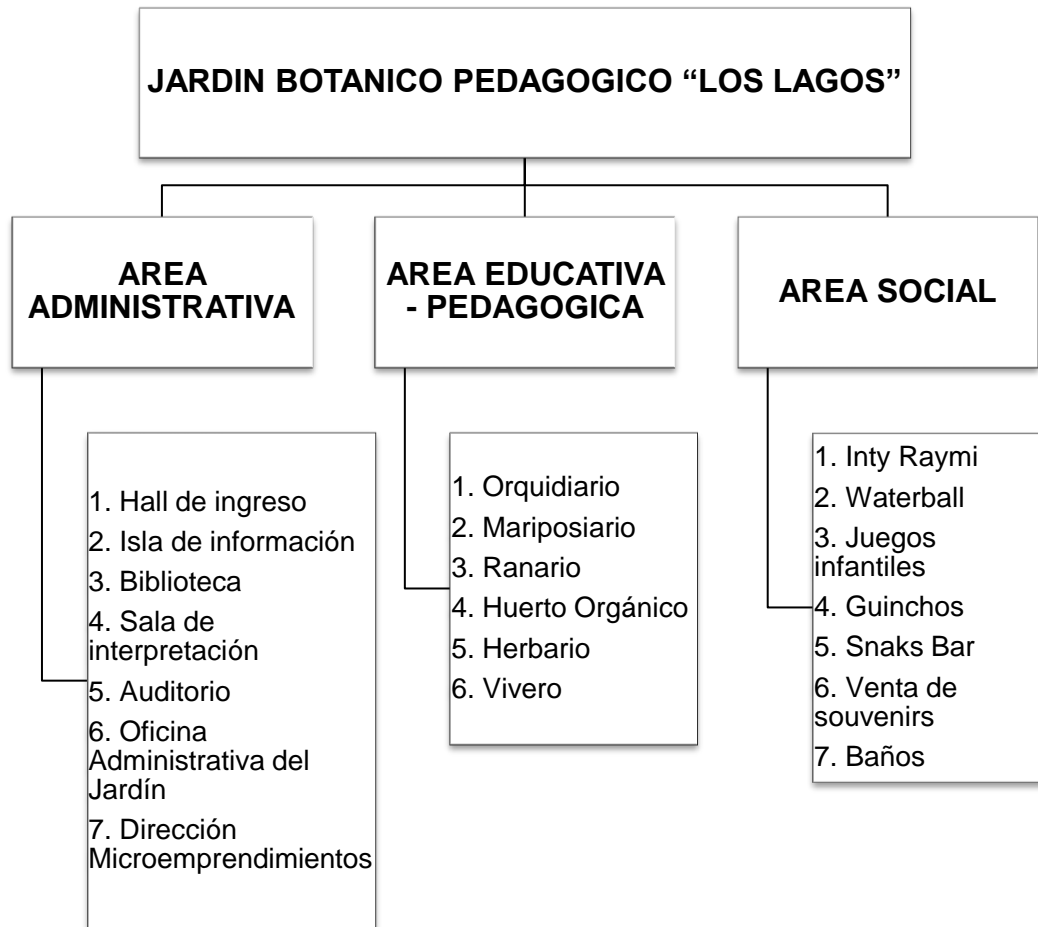 JARDIN BOTANICO PEDAGOGICO “LOS LAGOS”
AREA
ADMINISTRATIVA
1. Hall de ingreso
2. Isla de información
3. Biblioteca
4. Sala de
interpretación
5. Auditorio
6. Oficina
Administrativa del
Jardín
7. Dirección
Microemprendimientos
AREA EDUCATIVA
- PEDAGOGICA
1. Orquidiario
2. Mariposiario
3. Ranario
4. Huerto Orgánico
5. Herbario
6. Vivero
AREA SOCIAL
1. Inty Raymi
2. Waterball
3. Juegos
infantiles
4. Guinchos
5. Snaks Bar
6. Venta de
souvenirs
7. Baños